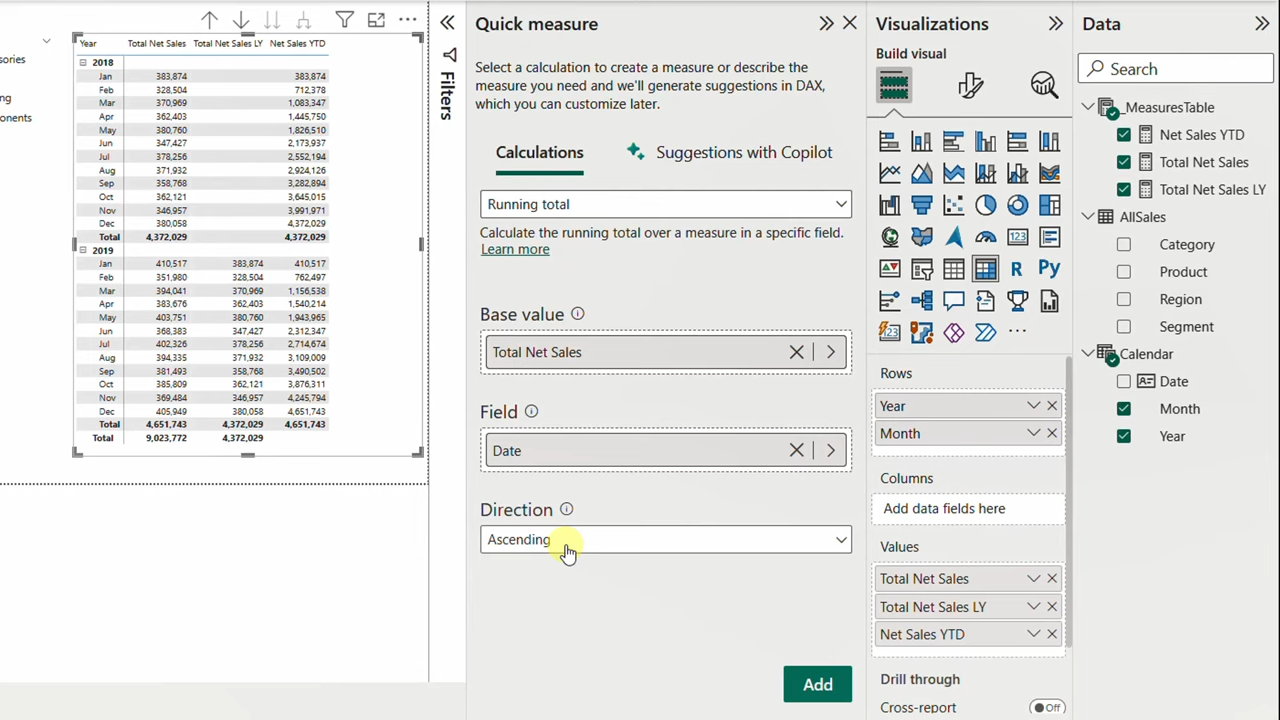 sories
ng
onents
Year Total Net Sales Total Net Sales LY Net Sales YTD
2018
Jan 383,874 383,874
Feb 328,504 712,378
Mar 370,969 1,083,347
Apr 362,403 1,445,750
May 380,760 1,826,510
Jun 347,427 2,173,937
Jul 378,256 2,552,194
Aug 371,932 2,924,126
Sep 358,768 3,282,894
Oct 362,121 3,645,015
Nov 346,957 3,991,971
Dec 380,058 4,372,029
Total 4,372,029 4,372,029
2019
Jan 410,517 383,874 410,517
Feb 351,980 328,504 762,497
Mar 394,041 370,969 1,156,538
Apr 383,676 362,403 1,540,214
May 403,751 380,760 1,943,965
Jun 368,383 347,427 2,312,347
Jul 402,326 378,256 2,714,674
Aug 394,335 371,932 3,109,009
Sep 381,493 358,768 3,490,502
Oct 385,809 362,121 3,876,311
Nov 369,484 346,957 4,245,794
Dec 405,949 380,058 4,651,743
Total 4,651,743 4,372,029 4,651,743
Total 9,023,772 4,372,029
Filters
Quick measure
Select a calculation to create a measure or describe the
measure you need and we'll generate suggestions in DAX,
which you can customize later.
Calculations Suggestions with Copilot
Running total
Calculate the running total over a measure in a specific field.
Learn more
Base value
Total Net Sales
Field
Date
Direction
Ascending
Add
Visualizations
Build visual
123
R Py
123
Rows
Year
Month
Columns
Add data fields here
Values
Total Net Sales
Total Net Sales LY
Net Sales YTD
Drill through
Cross-report Off
Data
Search
_MeasuresTable
Net Sales YTD
Total Net Sales
Total Net Sales LY
AllSales
Category
Product
Region
Segment
Calendar
Date
Month
Year